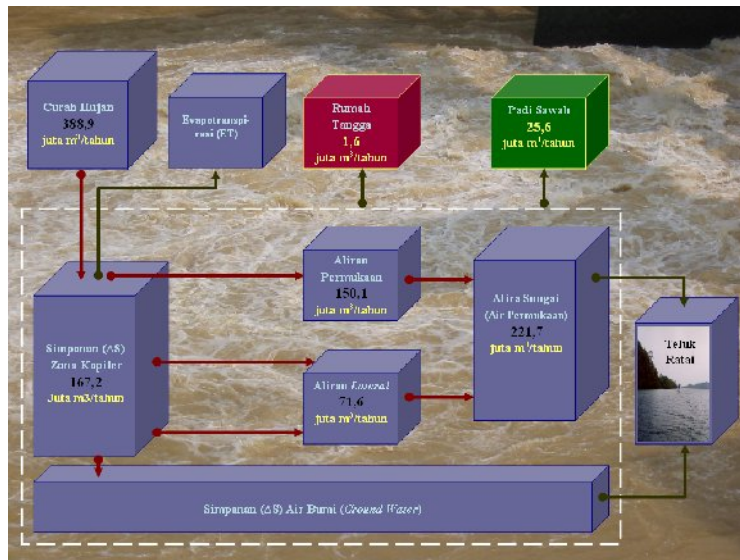 Curah Hujan
388,9
juta m³/tahun
Evapotranspi-
rasi (ET)
Rumah
Tangga
1,6
juta m³/tahun
Padi Sawah
25,6
juta m³/tahun
Aliran
Permukaan
150,1
juta m³/tahun
Alira Sungai
(Air Permukaan)
221,7
juta m³/tahun
Simpanan (ΔS)
Zona Kapiler
167,2
Juta m3/tahun
Aliran Lateral
71,6
juta m³/tahun
Teluk
Ratai
Simpanan (ΔS) Air Bumi (Ground Water)